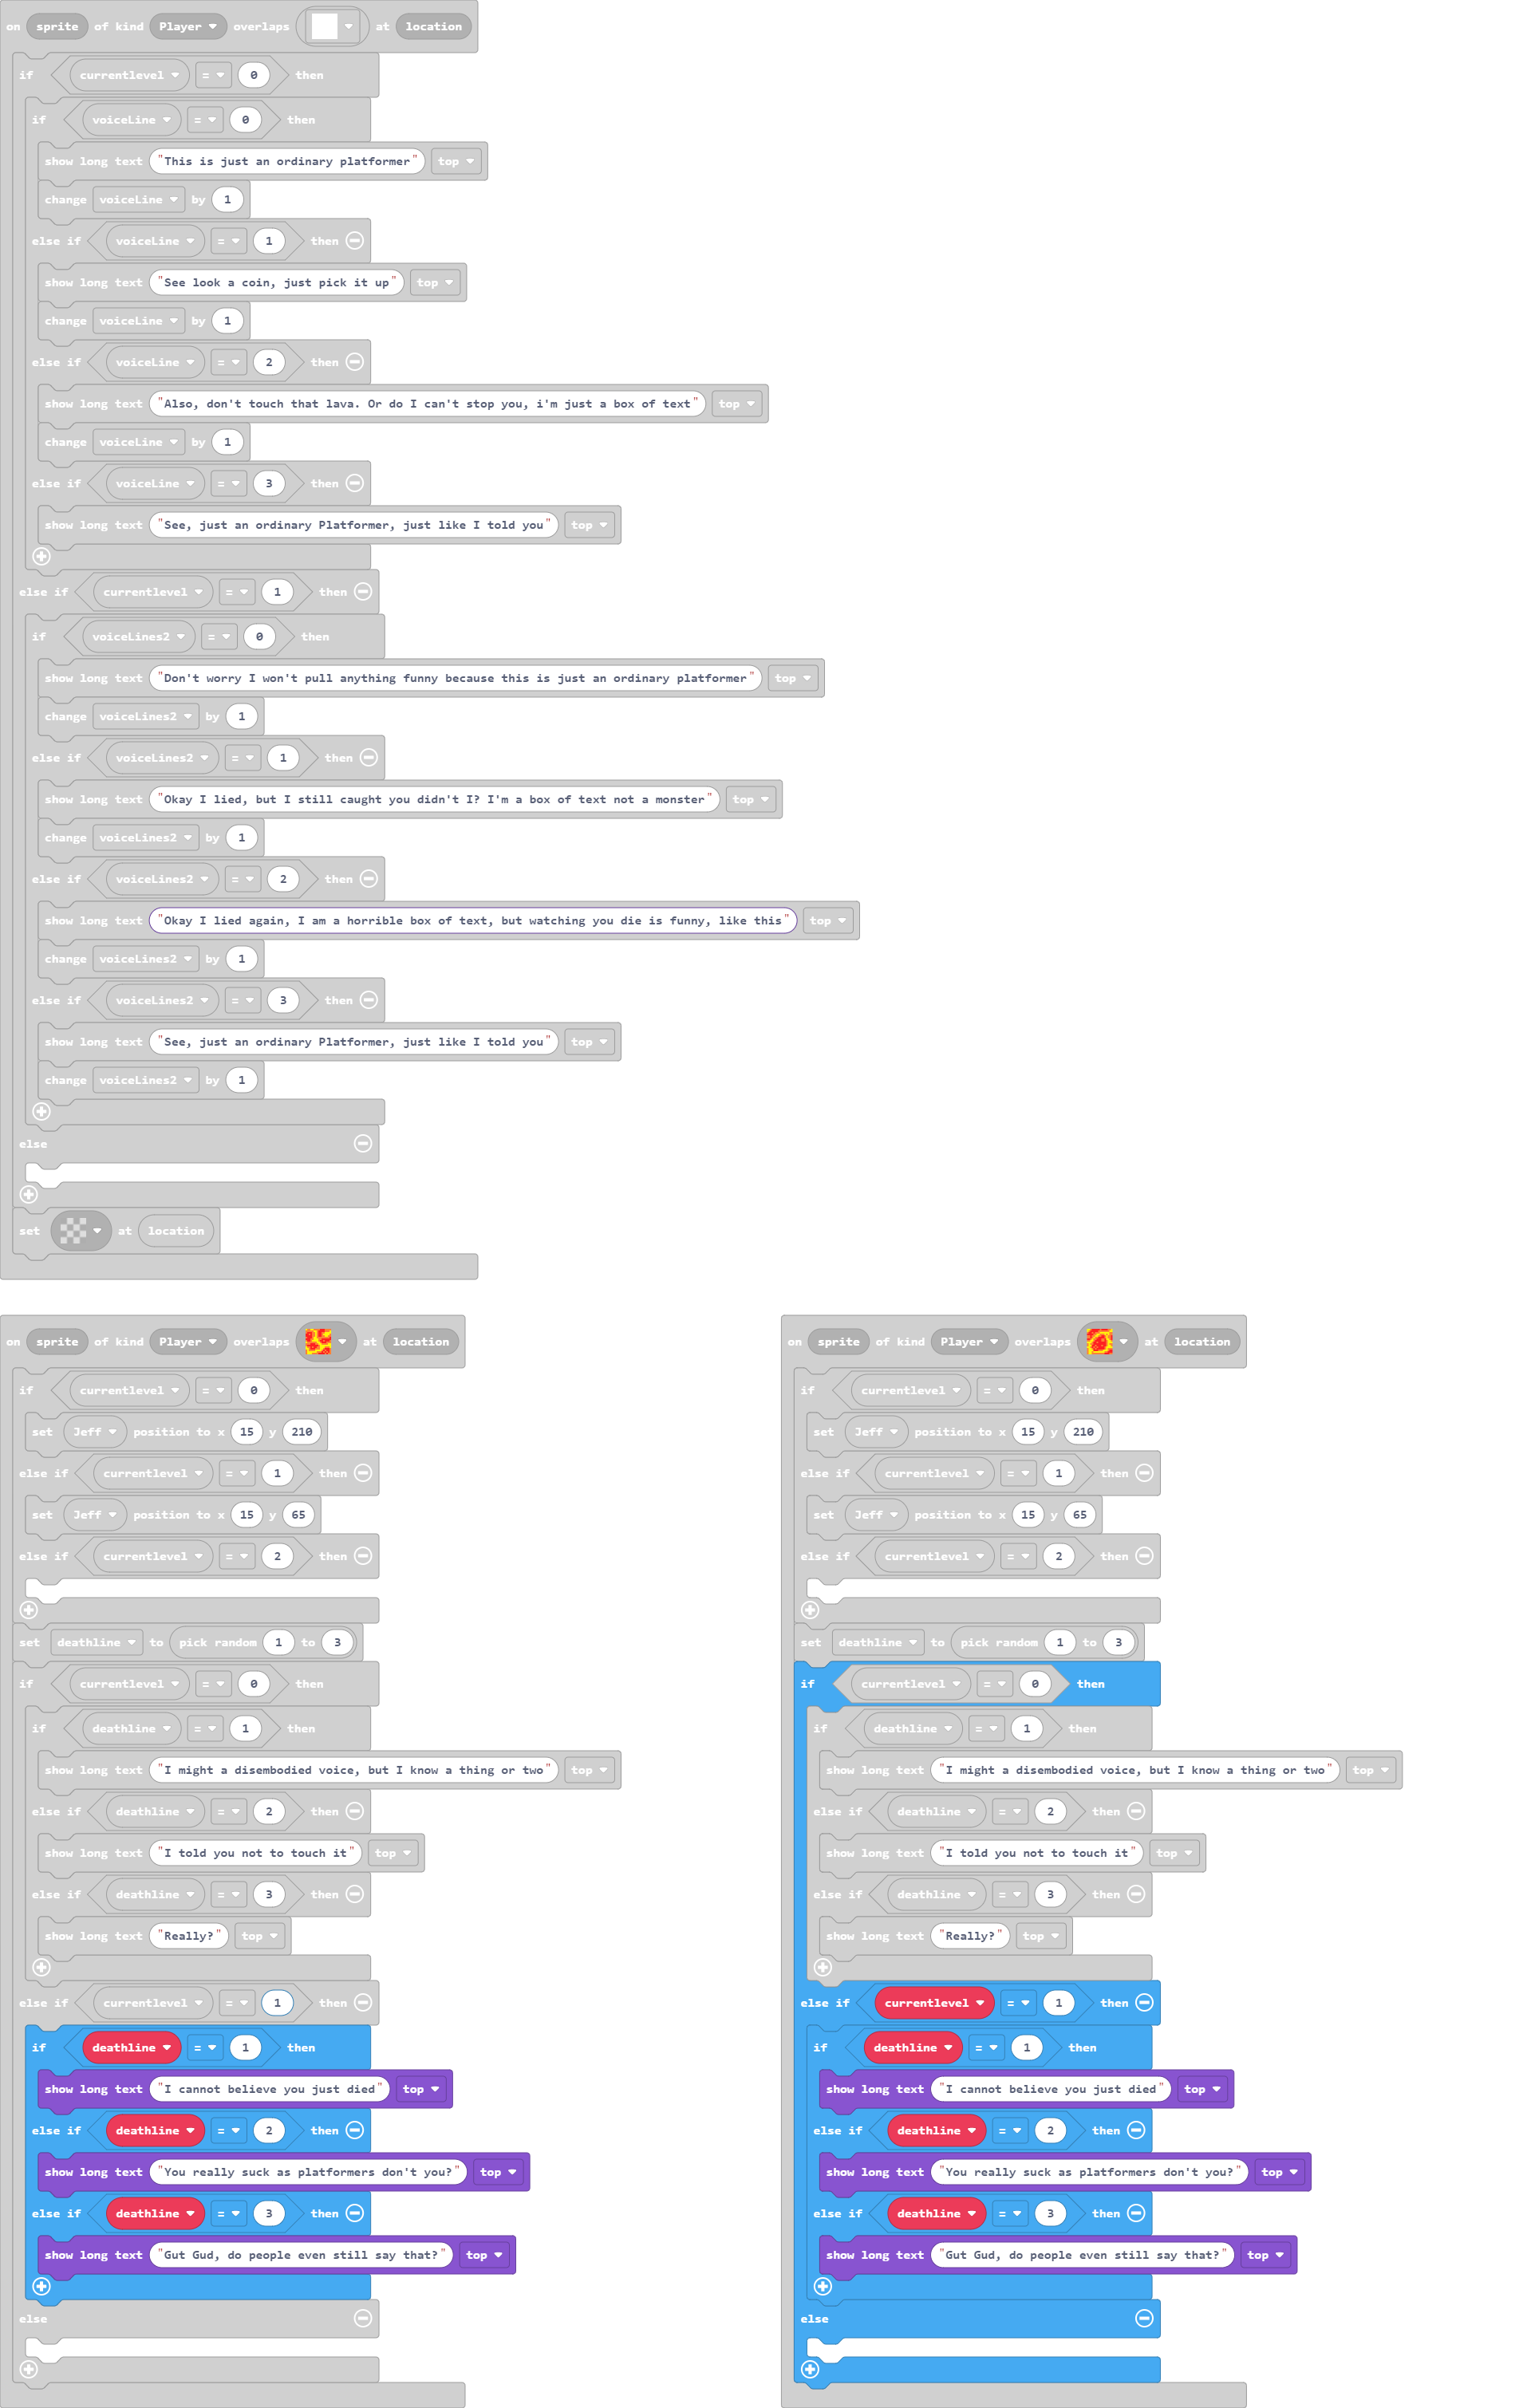 on sprite of kind Player overlaps at location
if currentlevel = 0 then
if voiceLine = 0 then
show long text "This is just an ordinary platformer" top
change voiceLine by 1
else if voiceLine = 1 then
show long text "See look a coin, just pick it up" top
change voiceLine by 1
else if voiceLine = 2 then
show long text "Also, don't touch that lava. Or do I can't stop you, i'm just a box of text" top
change voiceLine by 1
else if voiceLine = 3 then
show long text "See, just an ordinary Platformer, just like I told you" top
else if currentlevel = 1 then
if voiceLines2 = 0 then
show long text "Don't worry I won't pull anything funny because this is just an ordinary platformer" top
change voiceLines2 by 1
else if voiceLines2 = 1 then
show long text "Okay I lied, but I still caught you didn't I? I'm a box of text not a monster" top
change voiceLines2 by 1
else if voiceLines2 = 2 then
show long text "Okay I lied again, I am a horrible box of text, but watching you die is funny, like this" top
change voiceLines2 by 1
else if voiceLines2 = 3 then
show long text "See, just an ordinary Platformer, just like I told you" top
change voiceLines2 by 1
else
set at location
on sprite of kind Player overlaps at location
if currentlevel = 0 then
set Jeff position to x 15 y 210
else if currentlevel = 1 then
set Jeff position to x 15 y 65
else if currentlevel = 2 then
set deathline to pick random 1 to 3
if currentlevel = 0 then
if deathline = 1 then
show long text "I might a disembodied voice, but I know a thing or two" top
else if deathline = 2 then
show long text "I told you not to touch it" top
else if deathline = 3 then
show long text "Really?" top
else if currentlevel = 1 then
if deathline = 1 then
show long text "I cannot believe you just died" top
else if deathline = 2 then
show long text "You really suck as platformers don't you?" top
else if deathline = 3 then
show long text "Gut Gud, do people even still say that?" top
else
on sprite of kind Player overlaps at location
if currentlevel = 0 then
set Jeff position to x 15 y 210
else if currentlevel = 1 then
set Jeff position to x 15 y 65
else if currentlevel = 2 then
set deathline to pick random 1 to 3
if currentlevel = 0 then
if deathline = 1 then
show long text "I might a disembodied voice, but I know a thing or two" top
else if deathline = 2 then
show long text "I told you not to touch it" top
else if deathline = 3 then
show long text "Really?" top
else if currentlevel = 1 then
if deathline = 1 then
show long text "I cannot believe you just died" top
else if deathline = 2 then
show long text "You really suck as platformers don't you?" top
else if deathline = 3 then
show long text "Gut Gud, do people even still say that?" top
else